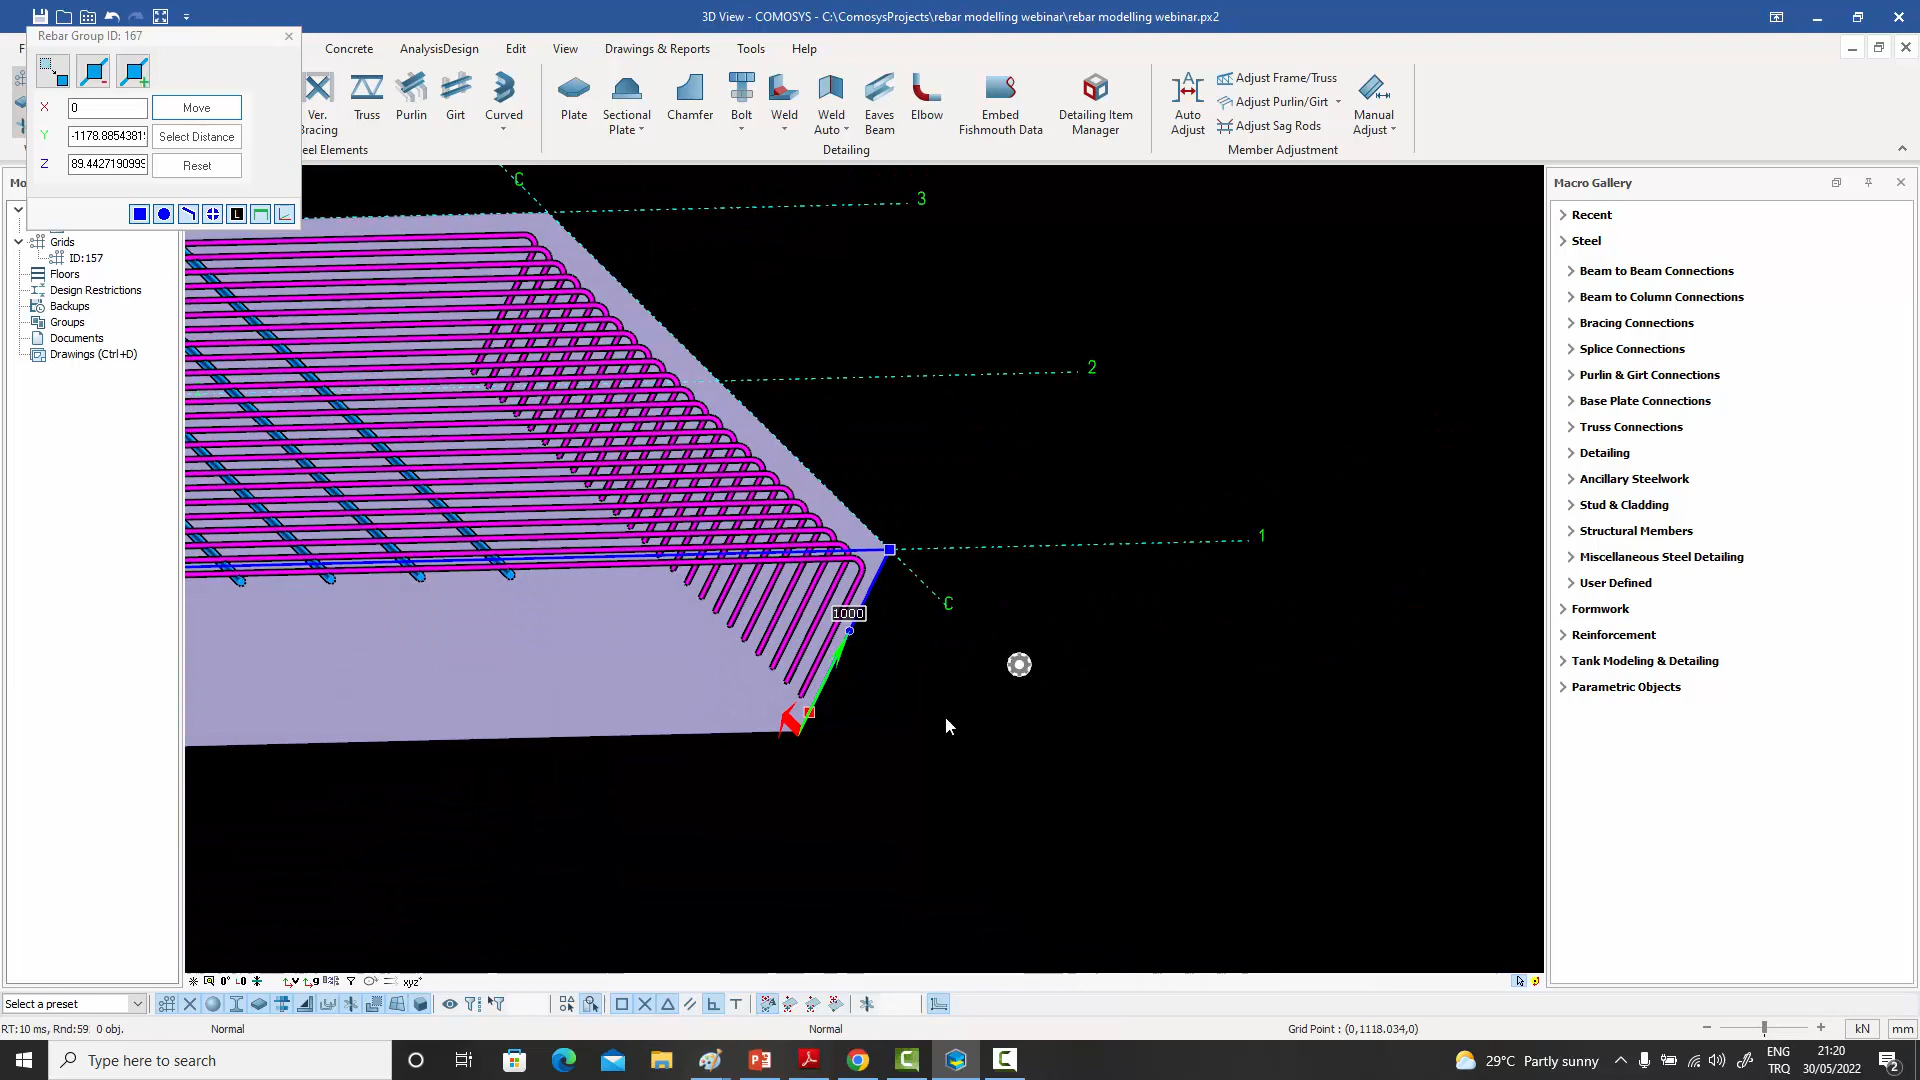 3D View - COMOSYS - C:\ComosysProjects\rebar modelling webinar\rebar modelling webinar.px2
Rebar Group ID: 167
Concrete
AnalysisDesign
Edit
View
Drawings & Reports
Tools
Help
X
0
Move
Y
Select Distance
Z
Reset
Ver.
Purlin
Truss
Girt
Curved
Plate
Sectional
Plate
Chamfer
Bolt
Weld
Weld
Auto
Eaves
Beam
Elbow
Embed
Fishmouth Data
Detailing Item
Manager
Auto
Adjust
Adjust Frame/Truss
Adjust Purlin/Girt
Adjust Sag Rods
Manual
Adjust
Detailing
Member Adjustment
Grids
ID:157
Floors
Design Restrictions
Backups
Groups
Documents
Drawings (Ctrl+D)
C
3
2
1
C
1000
Macro Gallery
Recent
Steel
Beam to Beam Connections
Beam to Column Connections
Bracing Connections
Splice Connections
Purlin & Girt Connections
Base Plate Connections
Truss Connections
Detailing
Ancillary Steelwork
Stud & Cladding
Structural Members
Miscellaneous Steel Detailing
User Defined
Formwork
Reinforcement
Tank Modeling & Detailing
Parametric Objects
xyz
Select a preset
RT:10 ms, Rnd:59
0 obj.
Normal
Normal
Grid Point : (0,1118.034,0)
kN
mm
Type here to search
29°C Partly sunny
ENG
TRQ
21:20
30/05/2022
2